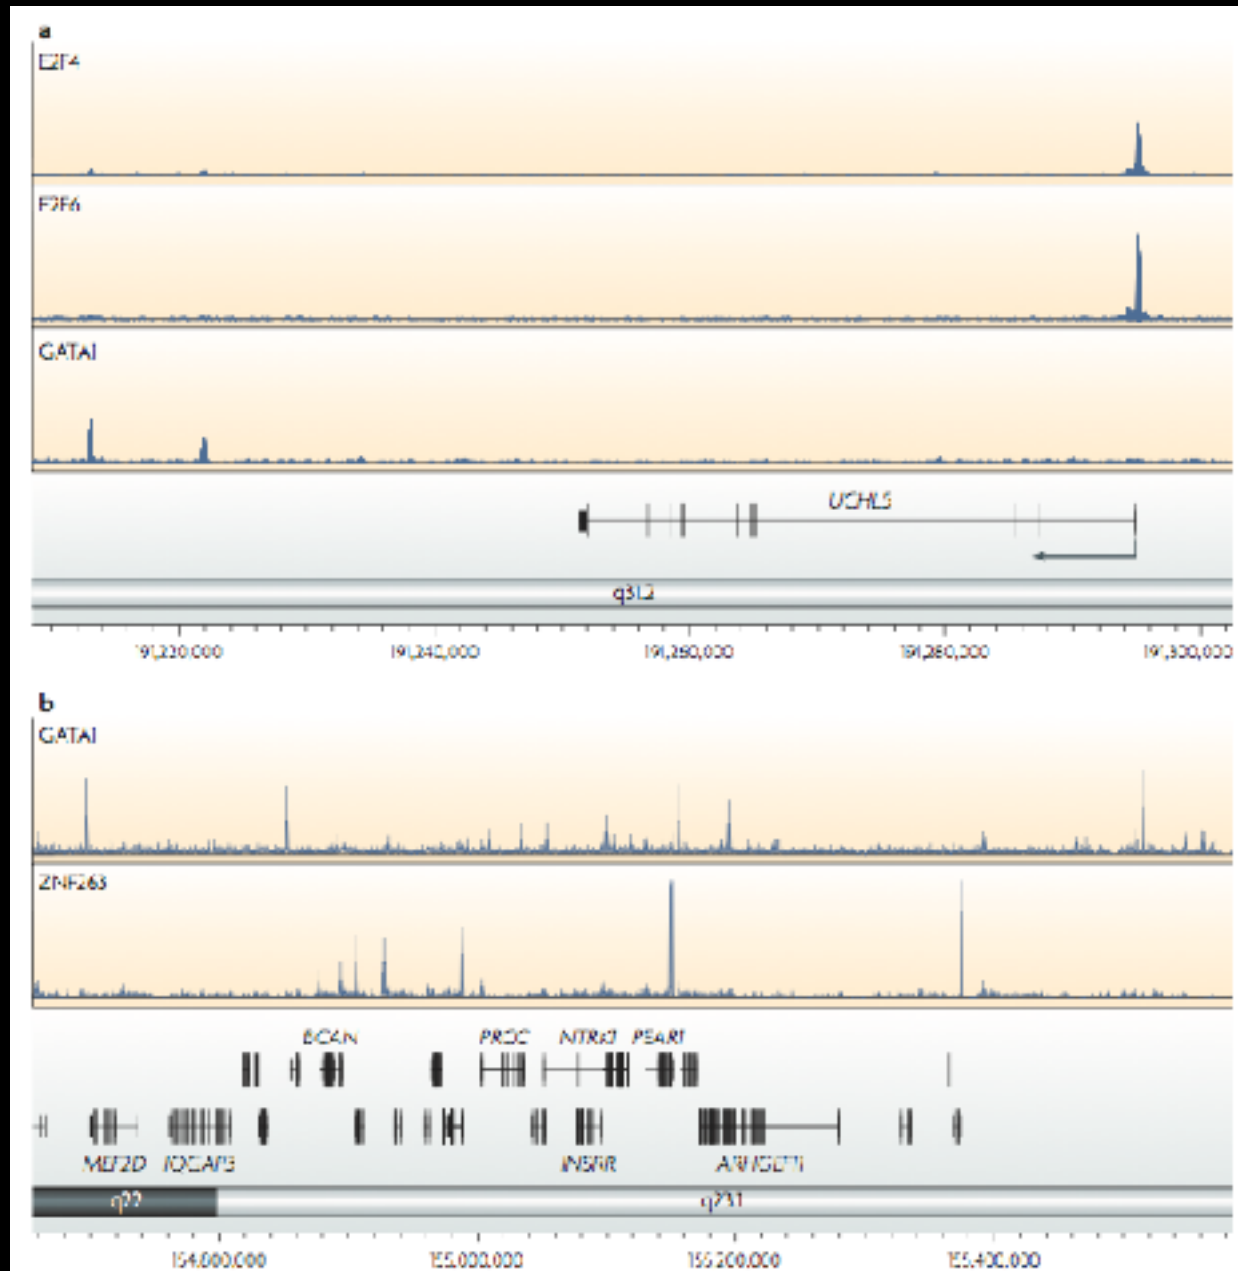 a
E2F4
E2F6
GATA1
UCHL5
q31.2
191,220,000 191,240,000 191,260,000 191,280,000 191,300,000
b
GATA1
ZNF263
BCAN NTRK1 PEAR1
MEF2D IQGAP3 INSRR
q22 q23.1
154,800,000 155,000,000 155,200,000 155,400,000